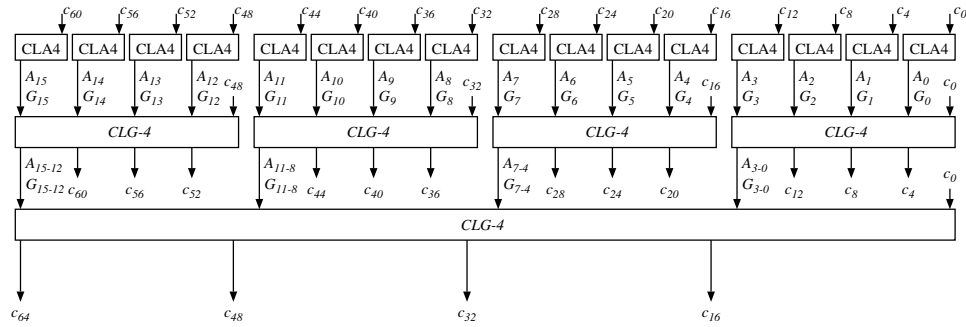 c60 c56 c52 c48 c44 c40 c36 c32 c28 c24 c20 c16 c12 c8 c4 c0
CLA4 CLA4 CLA4 CLA4 CLA4 CLA4 CLA4 CLA4 CLA4 CLA4 CLA4 CLA4 CLA4 CLA4 CLA4 CLA4
A15 A14 A13 A12 c48 A11 A10 A9 A8 c32 A7 A6 A5 A4 c16 A3 A2 A1 A0 c0
G15 G14 G13 G12 G11 G10 G9 G8 G7 G6 G5 G4 G3 G2 G1 G0
CLG-4 CLG-4 CLG-4 CLG-4
A15-12 A11-8 A7-4 A3-0 c0
G15-12 c60 c56 c52 G11-8 c44 c40 c36 G7-4 c28 c24 c20 G3-0 c12 c8 c4
CLG-4
c64 c48 c32 c16